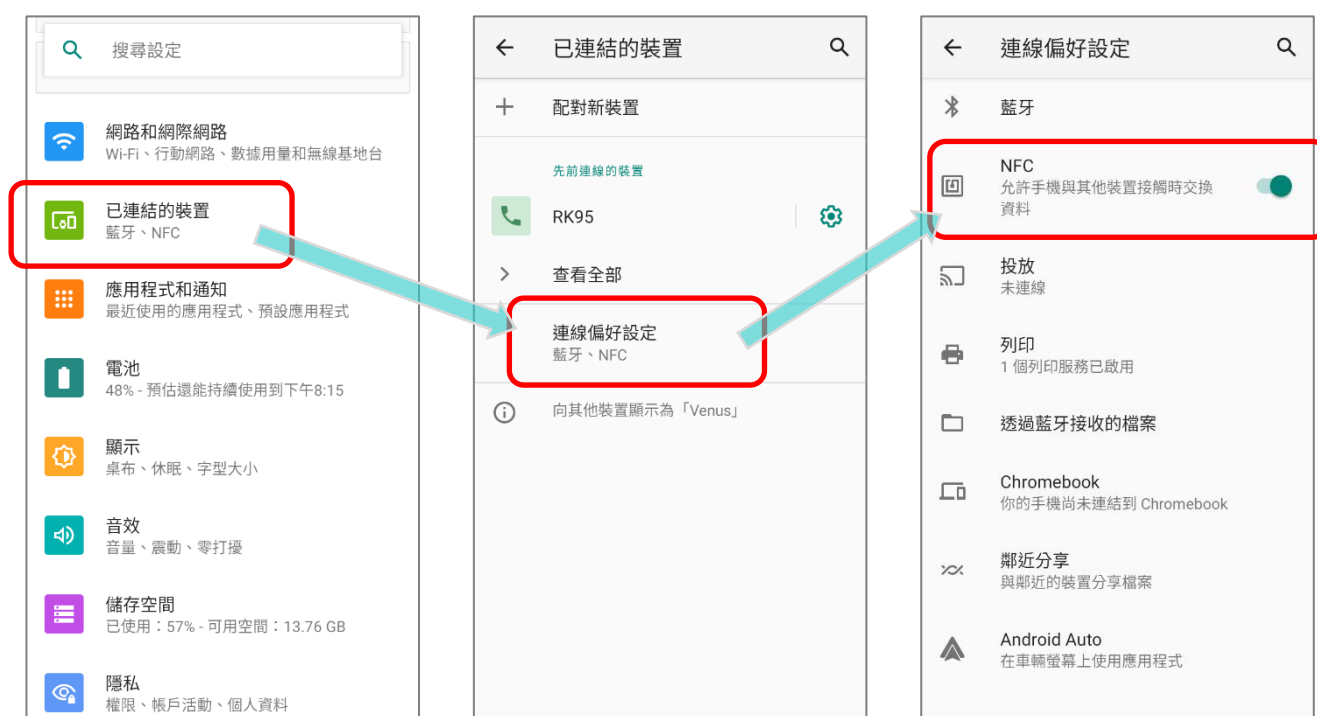 搜尋設定
網路和網際網路
Wi-Fi、行動網路、數據用量和無線基地台
已連結的裝置
藍牙、NFC
應用程式和通知
最近使用的應用程式、預設應用程式
電池
48% - 預估還能持續使用到下午8:15
顯示
桌布、休眠、字型大小
音效
音量、震動、零打擾
儲存空間
已使用：57% - 可用空間：13.76 GB
隱私
權限、帳戶活動、個人資料
已連結的裝置
配對新裝置
先前連線的裝置
RK95
查看全部
連線偏好設定
藍牙、NFC
向其他裝置顯示為「Venus」
連線偏好設定
藍牙
NFC
允許手機與其他裝置接觸時交換
資料
投放
未連線
列印
1 個列印服務已啟用
透過藍牙接收的檔案
Chromebook
你的手機尚未連結到 Chromebook
鄰近分享
與鄰近的裝置分享檔案
Android Auto
在車輛螢幕上使用應用程式